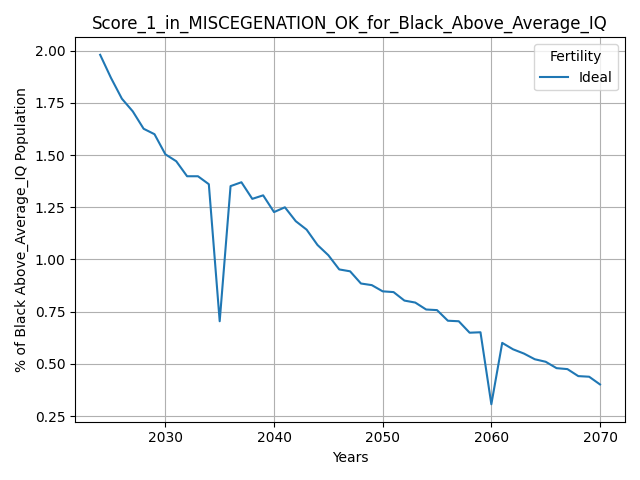 Score_1_in_MISCEGENATION_OK_for_Black_Above_Average_IQ
% of Black Above_Average_IQ Population
2.00
1.75
1.50
1.25
1.00
0.75
0.50
0.25
Fertility
Ideal
2030 2040 2050 2060 2070
Years